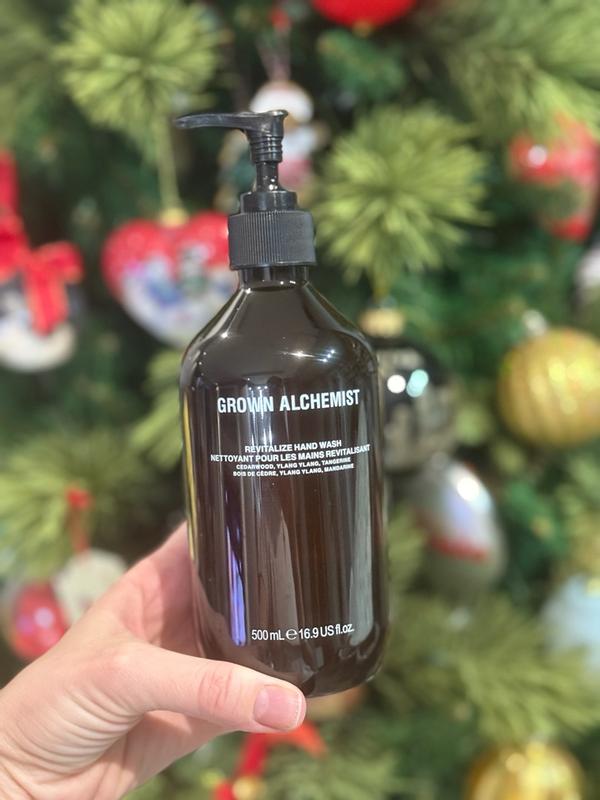 GROWN ALCHEMIST
REVITALIZE HAND WASH
NETTOYANT POUR LES MAINS REVITALISANT
CEDARWOOD, YLANG YLANG, TANGERINE
BOIS DE CÈDRE, YLANG YLANG, MANDARINE
500 mL ℮ 16.9 US fl.oz.